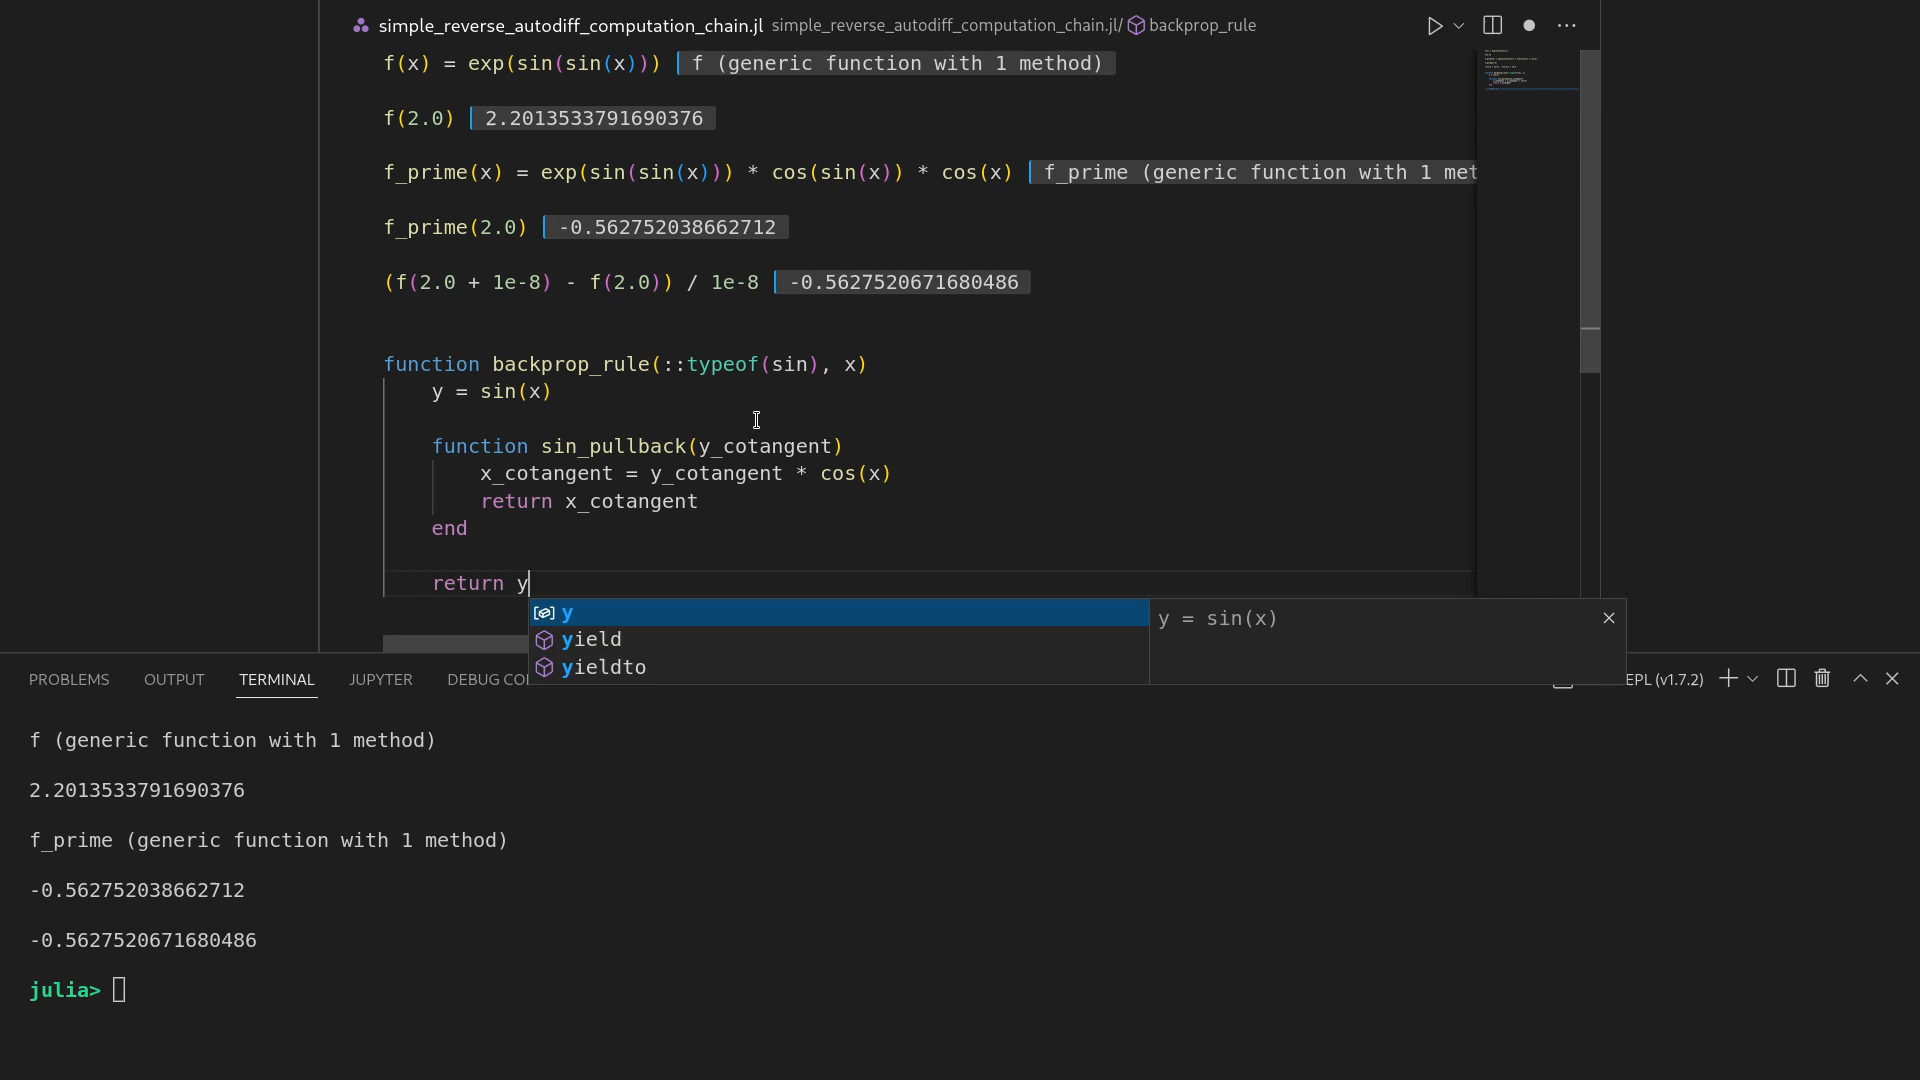 simple_reverse_autodiff_computation_chain.jl simple_reverse_autodiff_computation_chain.jl/ backprop_rule
f(x) = exp(sin(sin(x))) f (generic function with 1 method)
f(2.0) 2.2013533791690376
f_prime(x) = exp(sin(sin(x))) * cos(sin(x)) * cos(x) f_prime (generic function with 1 met
f_prime(2.0) -0.562752038662712
(f(2.0 + 1e-8) - f(2.0)) / 1e-8 -0.5627520671680486
function backprop_rule(::typeof(sin), x)
    y = sin(x)
    function sin_pullback(y_cotangent)
        x_cotangent = y_cotangent * cos(x)
        return x_cotangent
    end
    return y
y y = sin(x)
yield
yieldto
PROBLEMS OUTPUT TERMINAL JUPYTER DEBUG CO EPL (v1.7.2)
f (generic function with 1 method)
2.2013533791690376
f_prime (generic function with 1 method)
-0.562752038662712
-0.5627520671680486
julia>